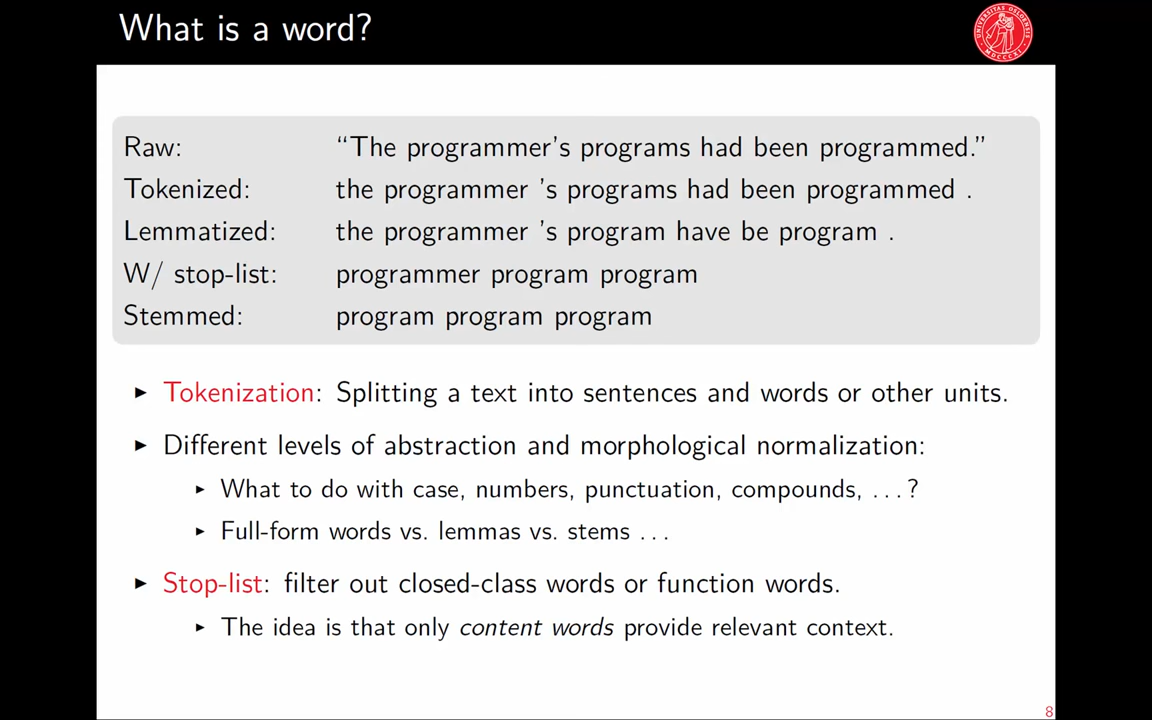 What is a word?
UNIVERSITAS OSLOENSIS
MDCCCXI
Raw: “The programmer’s programs had been programmed.”
Tokenized: the programmer ’s programs had been programmed .
Lemmatized: the programmer ’s program have be program .
W/ stop-list: programmer program program
Stemmed: program program program
▶ Tokenization: Splitting a text into sentences and words or other units.
▶ Different levels of abstraction and morphological normalization:
▶ What to do with case, numbers, punctuation, compounds, . . . ?
▶ Full-form words vs. lemmas vs. stems . . .
▶ Stop-list: filter out closed-class words or function words.
▶ The idea is that only content words provide relevant context.
8